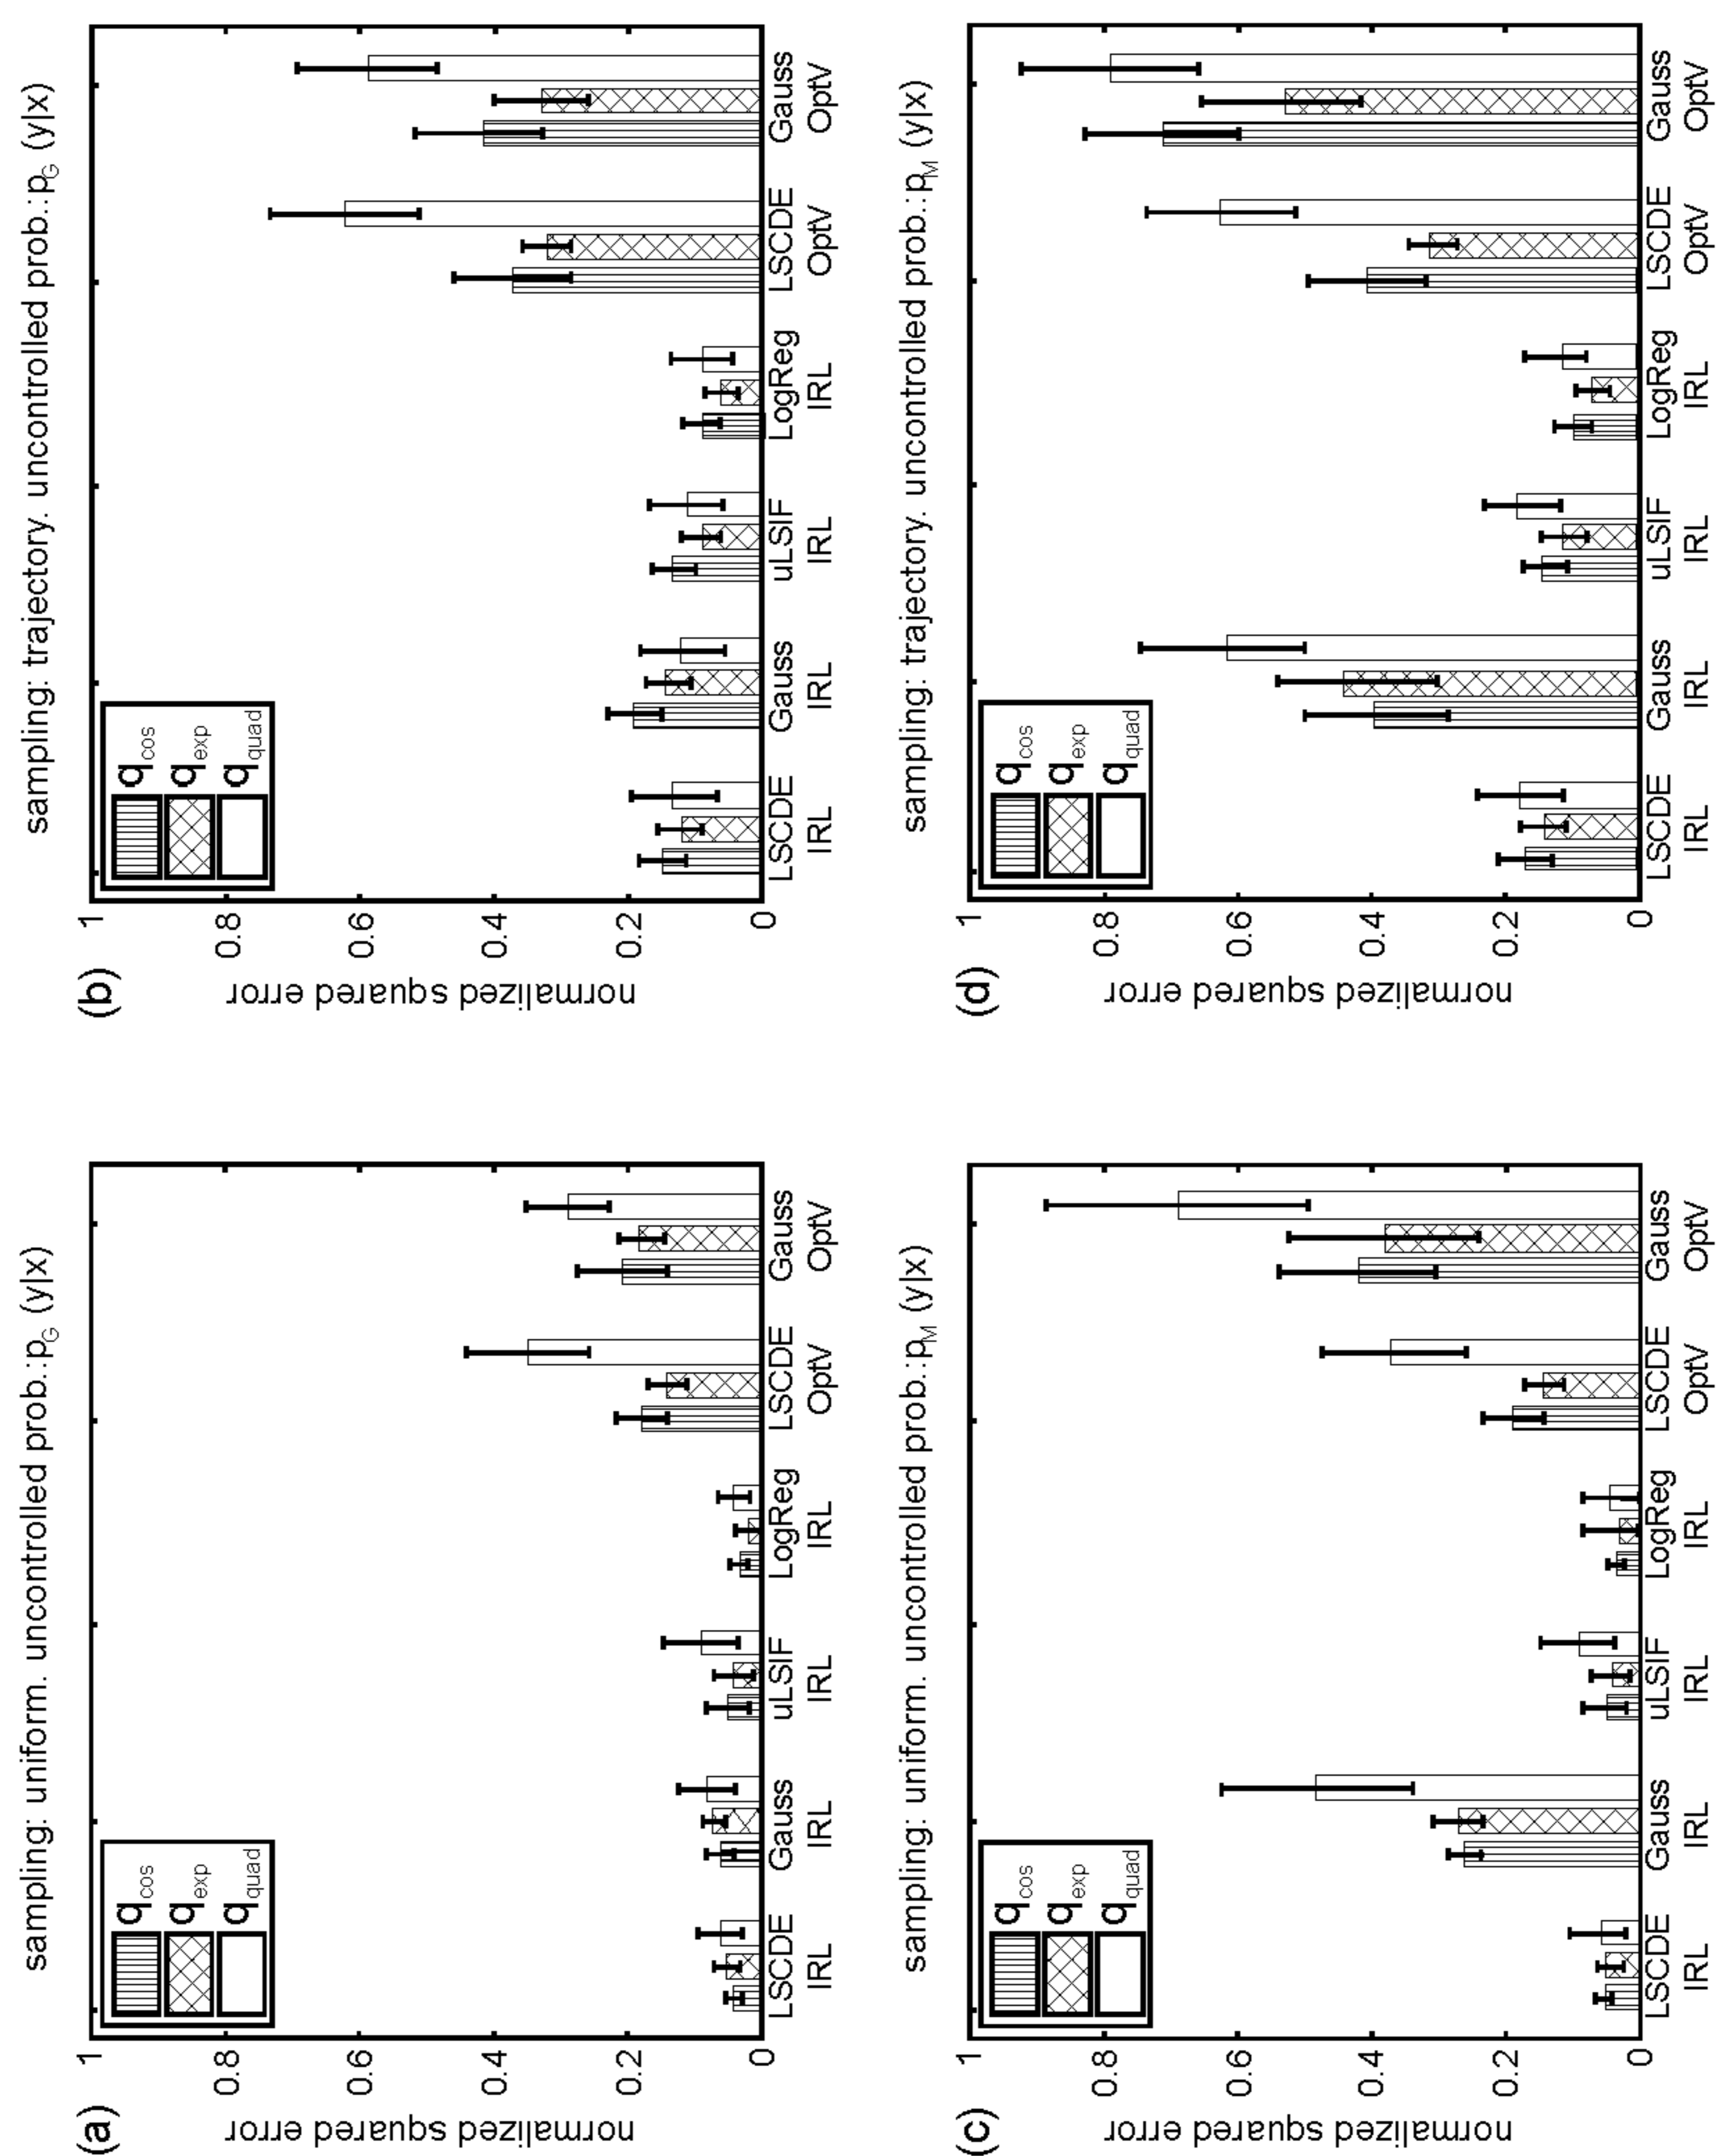 (a)
sampling: uniform. uncontrolled prob.:p_G (y|x)
normalized squared error
1
0.8
0.6
0.4
0.2
0
q_cos
q_exp
q_quad
LSCDE Gauss uLSIF LogReg LSCDE Gauss
IRL IRL IRL IRL OptV OptV
(b)
sampling: trajectory. uncontrolled prob.:p_G (y|x)
normalized squared error
1
0.8
0.6
0.4
0.2
0
q_cos
q_exp
q_quad
LSCDE Gauss uLSIF LogReg LSCDE Gauss
IRL IRL IRL IRL OptV OptV
(c)
sampling: uniform. uncontrolled prob.:p_M (y|x)
normalized squared error
1
0.8
0.6
0.4
0.2
0
q_cos
q_exp
q_quad
LSCDE Gauss uLSIF LogReg LSCDE Gauss
IRL IRL IRL IRL OptV OptV
(d)
sampling: trajectory. uncontrolled prob.:p_M (y|x)
normalized squared error
1
0.8
0.6
0.4
0.2
0
q_cos
q_exp
q_quad
LSCDE Gauss uLSIF LogReg LSCDE Gauss
IRL IRL IRL IRL OptV OptV